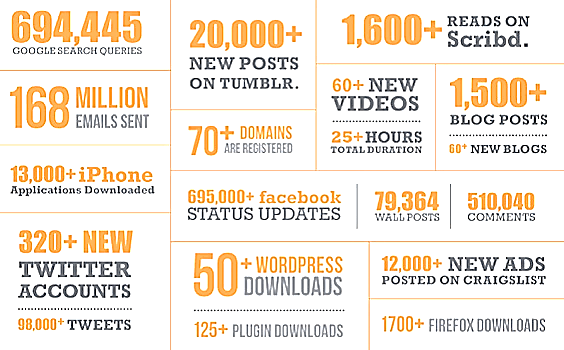 694,445
GOOGLE SEARCH QUERIES
168 MILLION
EMAILS SENT
13,000+ iPhone
Applications Downloaded
320+ NEW
TWITTER
ACCOUNTS
98,000+ TWEETS
20,000+
NEW POSTS
ON TUMBLR.
70+ DOMAINS
ARE REGISTERED
1,600+ READS ON
Scribd.
60+ NEW
VIDEOS
25+ HOURS
TOTAL DURATION
1,500+
BLOG POSTS
60+ NEW BLOGS
695,000+ facebook
STATUS UPDATES
79,364
WALL POSTS
510,040
COMMENTS
50+ WORDPRESS
DOWNLOADS
125+ PLUGIN DOWNLOADS
12,000+ NEW ADS
POSTED ON CRAIGSLIST
1700+ FIREFOX DOWNLOADS